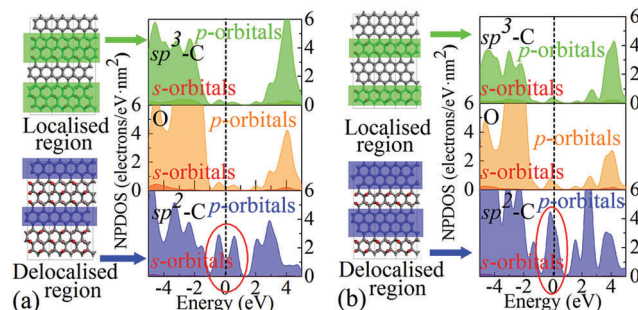 (a)
Localised
region
Delocalised
region
NPDOS (electrons/eV·nm²)
sp³-C
p-orbitals
s-orbitals
6
4
2
0
O
p-orbitals
s-orbitals
6
4
2
0
sp²-C
p-orbitals
s-orbitals
6
4
2
0
-4 -2 0 2 4
Energy (eV)
(b)
Localised
region
Delocalised
region
NPDOS (electrons/eV·nm²)
sp³-C
p-orbitals
s-orbitals
6
4
2
0
O
p-orbitals
s-orbitals
6
4
2
0
sp²-C
p-orbitals
s-orbitals
6
4
2
0
-4 -2 0 2 4
Energy (eV)